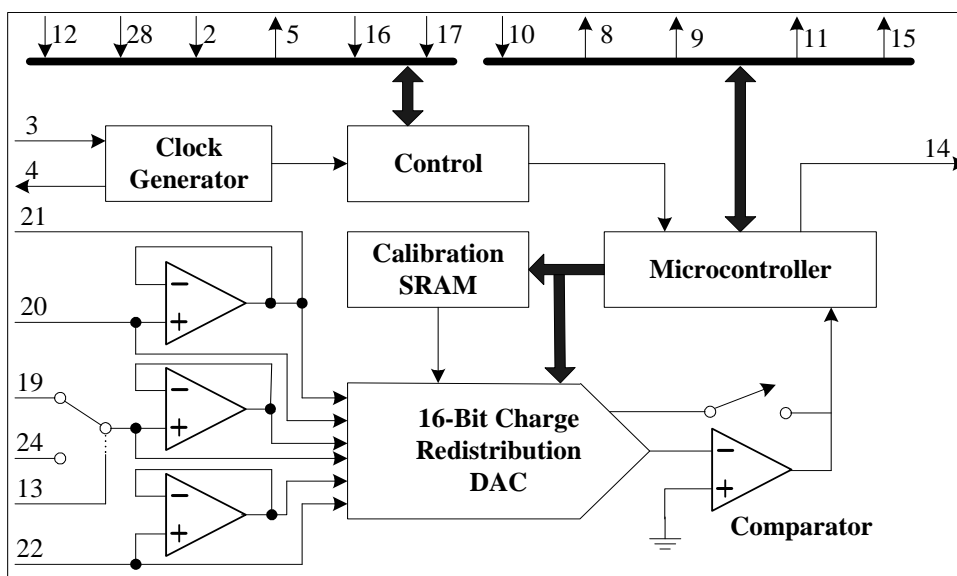 12 28 2 5 16 17 10 8 9 11 15
3
Clock
Generator
4
Control
14
21
Calibration
SRAM
Microcontroller
−
+
20
−
+
19
24
13
16-Bit Charge
Redistribution
DAC
−
+
Comparator
−
+
22